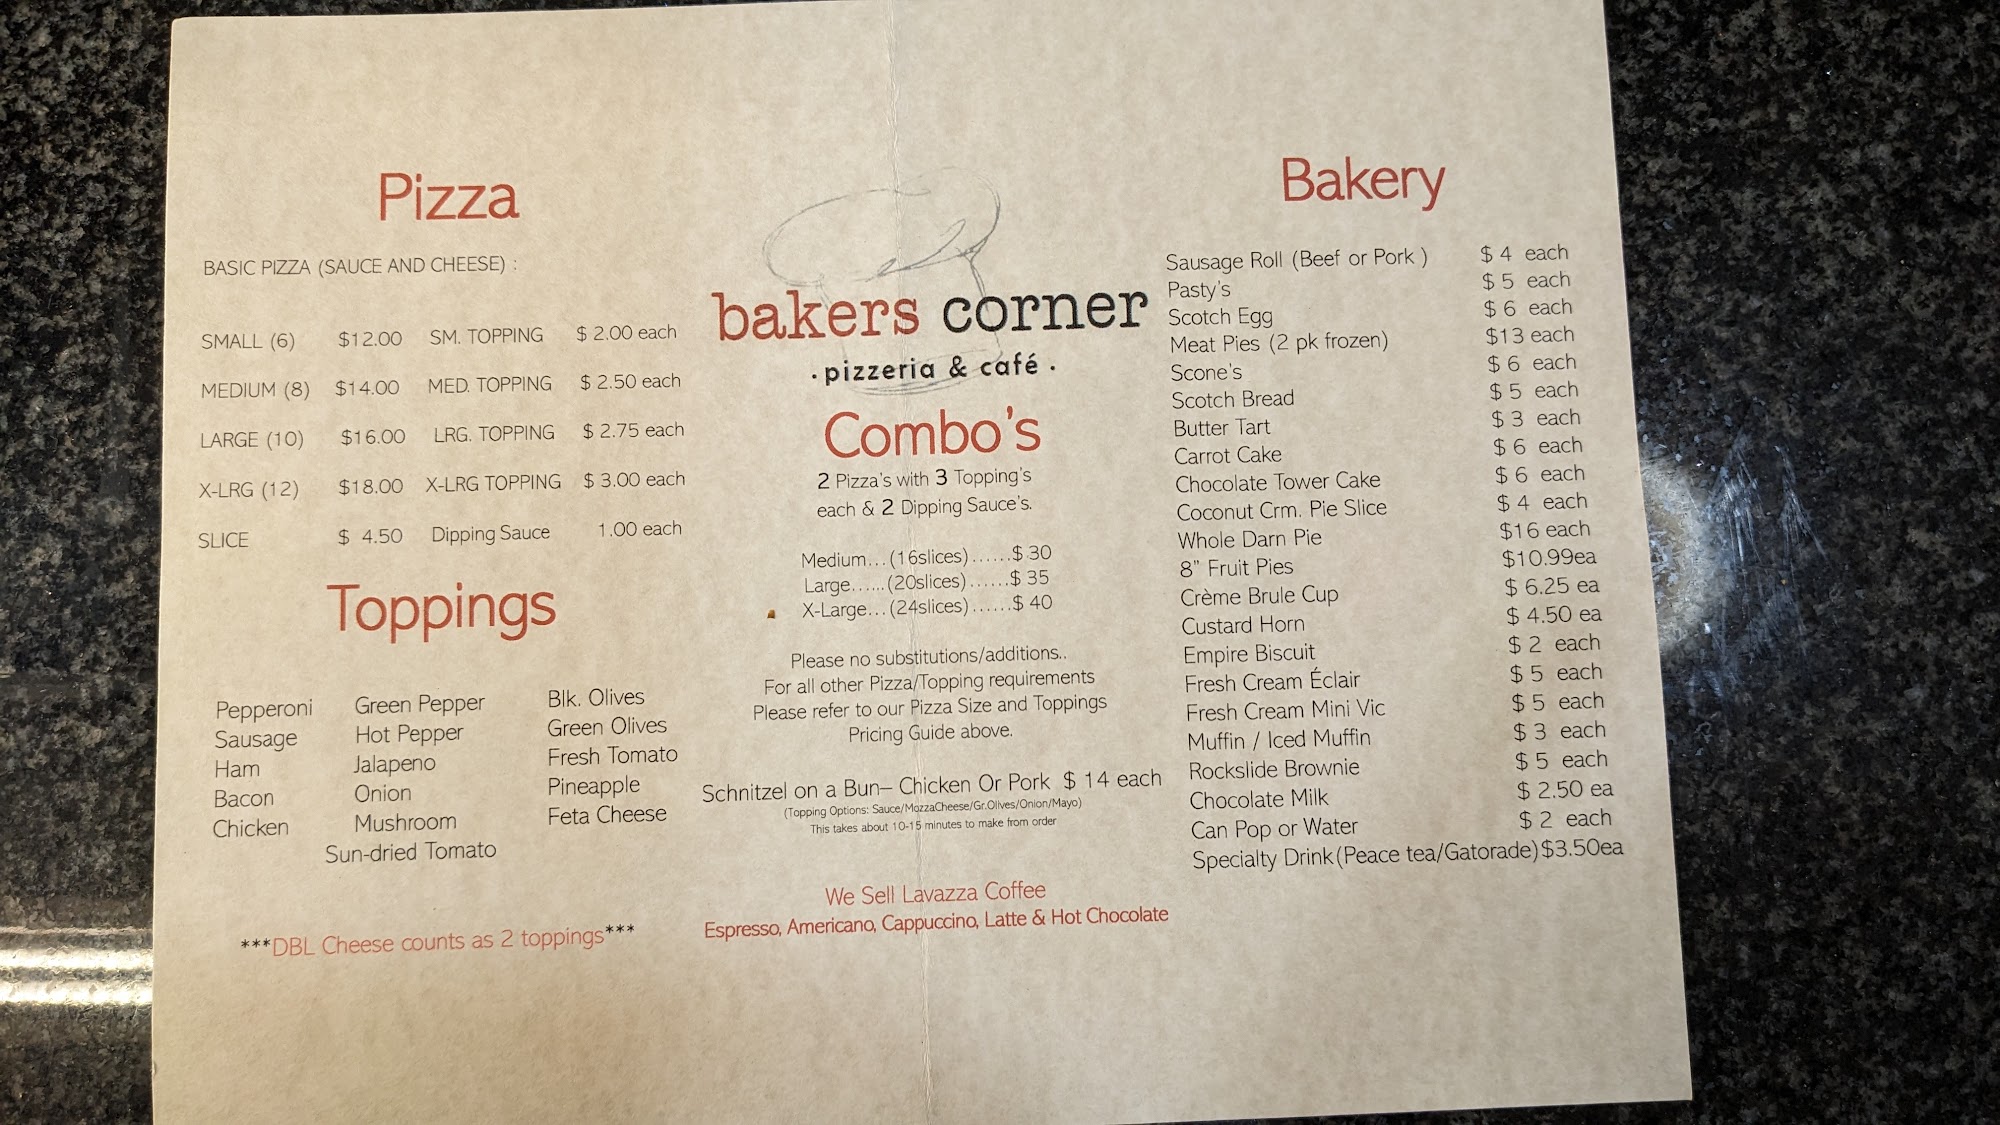 Pizza
BASIC PIZZA (SAUCE AND CHEESE) :
SMALL (6) $12.00 SM. TOPPING $ 2.00 each
MEDIUM (8) $14.00 MED. TOPPING $ 2.50 each
LARGE (10) $16.00 LRG. TOPPING $ 2.75 each
X-LRG (12) $18.00 X-LRG TOPPING $ 3.00 each
SLICE $ 4.50 Dipping Sauce 1.00 each
Toppings
Pepperoni Green Pepper Blk. Olives
Sausage Hot Pepper Green Olives
Ham Jalapeno Fresh Tomato
Bacon Onion Pineapple
Chicken Mushroom Feta Cheese
Sun-dried Tomato
***DBL Cheese counts as 2 toppings***
bakers corner
· pizzeria & café ·
Combo's
2 Pizza's with 3 Topping's
each & 2 Dipping Sauce's.
Medium...(16slices)......$ 30
Large......(20slices)......$ 35
X-Large...(24slices)......$ 40
Please no substitutions/additions..
For all other Pizza/Topping requirements
Please refer to our Pizza Size and Toppings
Pricing Guide above.
Schnitzel on a Bun– Chicken Or Pork $ 14 each
(Topping Options: Sauce/MozzaCheese/Gr.Olives/Onion/Mayo)
This takes about 10-15 minutes to make from order
We Sell Lavazza Coffee
Espresso, Americano, Cappuccino, Latte & Hot Chocolate
Bakery
Sausage Roll (Beef or Pork ) $ 4 each
Pasty's $ 5 each
Scotch Egg $ 6 each
Meat Pies (2 pk frozen) $13 each
Scone's $ 6 each
Scotch Bread $ 5 each
Butter Tart $ 3 each
Carrot Cake $ 6 each
Chocolate Tower Cake $ 6 each
Coconut Crm. Pie Slice $ 4 each
Whole Darn Pie $16 each
8" Fruit Pies $10.99ea
Crème Brule Cup $ 6.25 ea
Custard Horn $ 4.50 ea
Empire Biscuit $ 2 each
Fresh Cream Éclair $ 5 each
Fresh Cream Mini Vic $ 5 each
Muffin / Iced Muffin $ 3 each
Rockslide Brownie $ 5 each
Chocolate Milk $ 2.50 ea
Can Pop or Water $ 2 each
Specialty Drink(Peace tea/Gatorade)$3.50ea